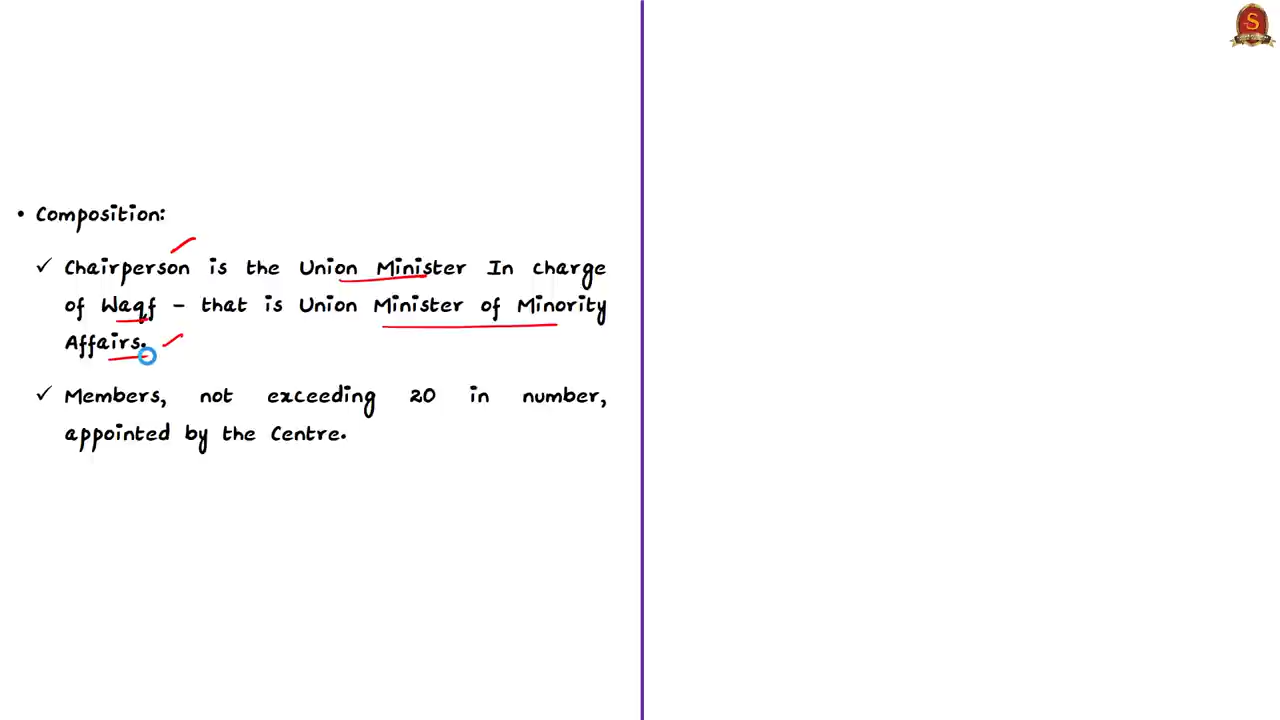 • Composition:
✓ Chairperson is the Union Minister In charge
of Waqf – that is Union Minister of Minority
Affairs.
✓ Members, not exceeding 20 in number,
appointed by the Centre.
S